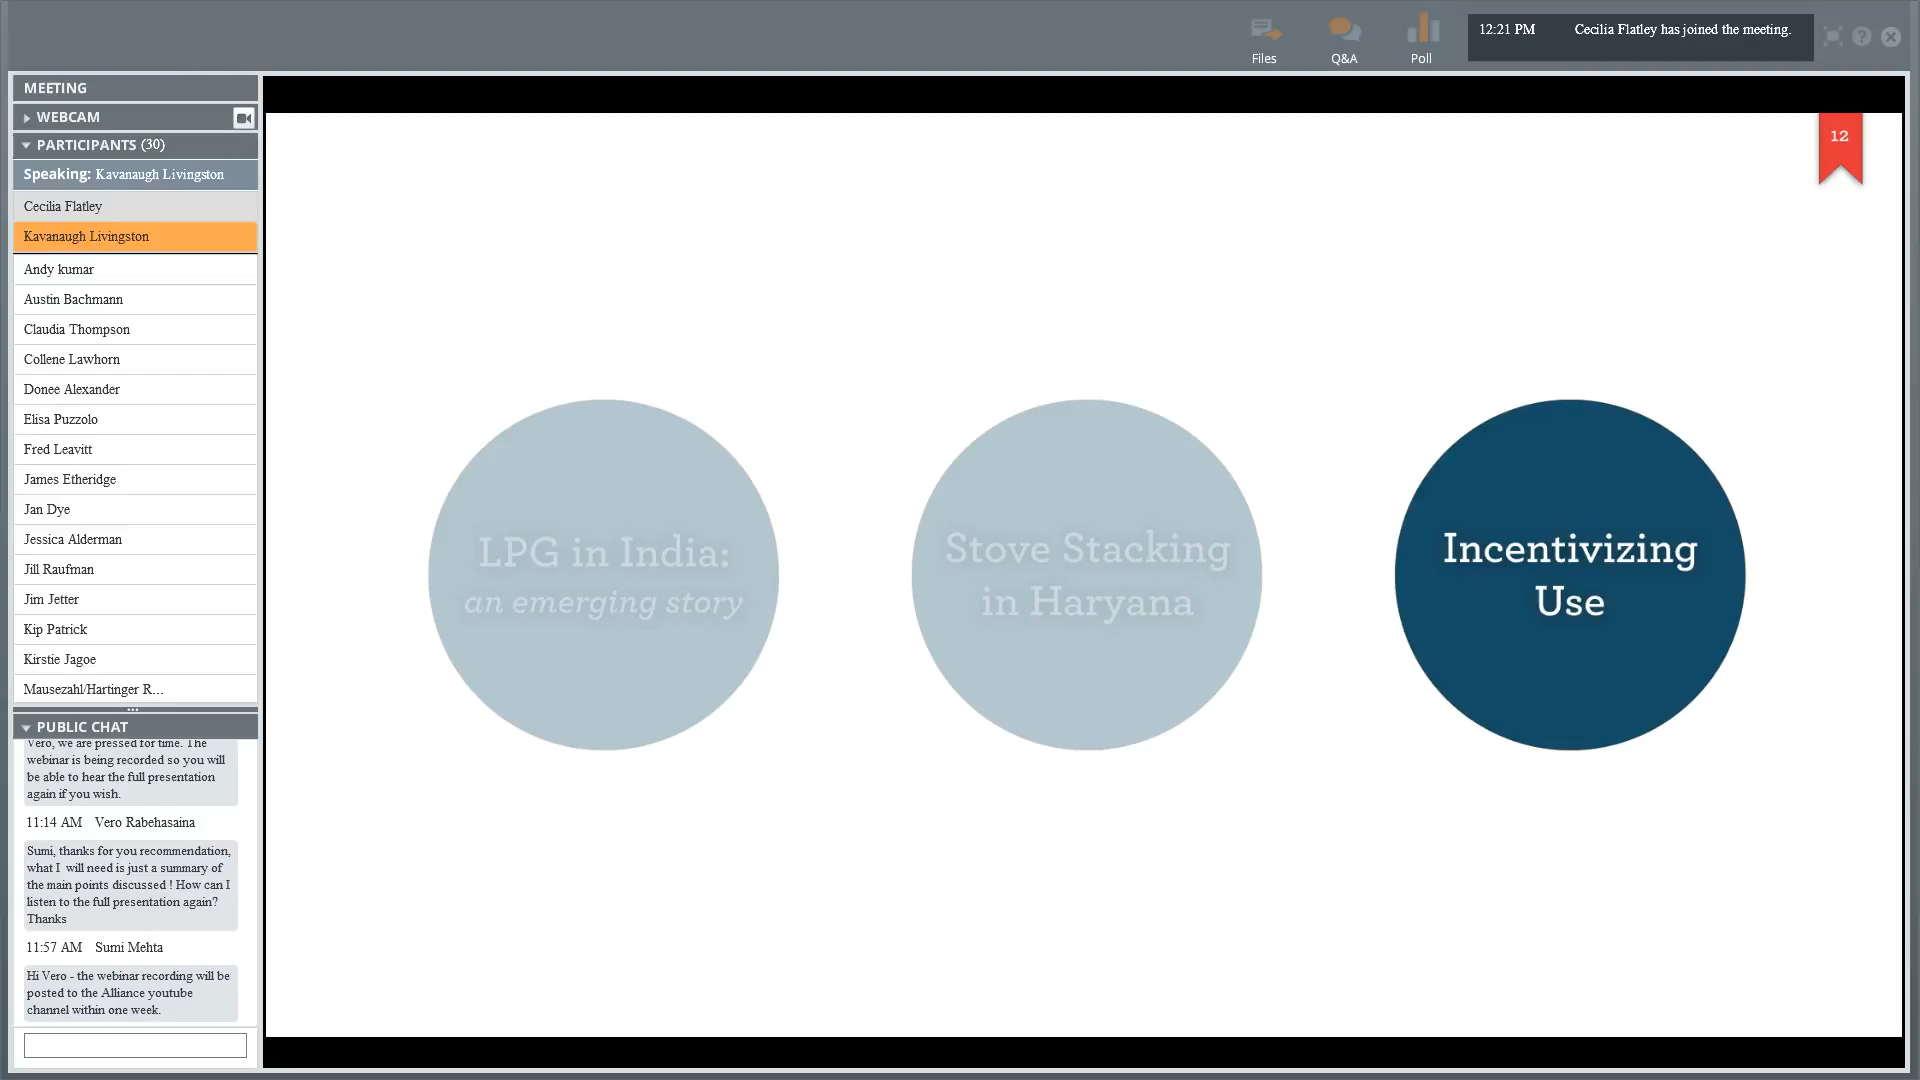 Files
Q&A
Poll
12:21 PM Cecilia Flatley has joined the meeting.
MEETING
WEBCAM
PARTICIPANTS (30)
Speaking: Kavanaugh Livingston
Cecilia Flatley
Kavanaugh Livingston
Andy kumar
Austin Bachmann
Claudia Thompson
Collene Lawhorn
Donee Alexander
Elisa Puzzolo
Fred Leavitt
James Etheridge
Jan Dye
Jessica Alderman
Jill Raufman
Jim Jetter
Kip Patrick
Kirstie Jagoe
Mausezahl/Hartinger R...
PUBLIC CHAT
Vero, we are pressed for time. The
webinar is being recorded so you will
be able to hear the full presentation
again if you wish.
11:14 AM Vero Rabehasaina
Sumi, thanks for you recommendation,
what I will need is just a summary of
the main points discussed ! How can I
listen to the full presentation again?
Thanks
11:57 AM Sumi Mehta
Hi Vero - the webinar recording will be
posted to the Alliance youtube
channel within one week.
12
LPG in India:
an emerging story
Stove Stacking
in Haryana
Incentivizing
Use